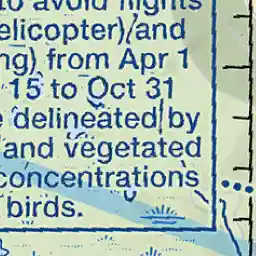 to avoid flights
elicopter) and
ng) from Apr 1
15 to Oct 31
delineated by
and vegetated
concentrations
birds.